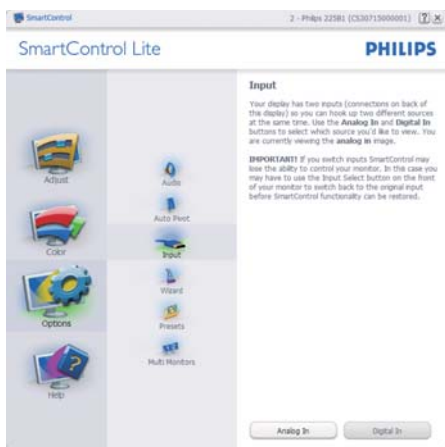 SmartControl
2 - Philips 225B1 (CS30715000001)
SmartControl Lite
PHILIPS
Adjust
Color
Options
Help
Audio
Auto Pivot
Input
Wizard
Presets
Multi Monitors
Input
Your display has two inputs (connections on back of
the display) so you can hook up two different sources
at the same time. Use the Analog In and Digital In
buttons to select which source you'd like to view. You
are currently viewing the analog in image.
IMPORTANT! If you switch inputs SmartControl may
lose the ability to control your monitor. In that case you
may have to use the Input Select button on the front
of your monitor to switch back to the original input
before SmartControl functionality can be restored.
Analog In
Digital In